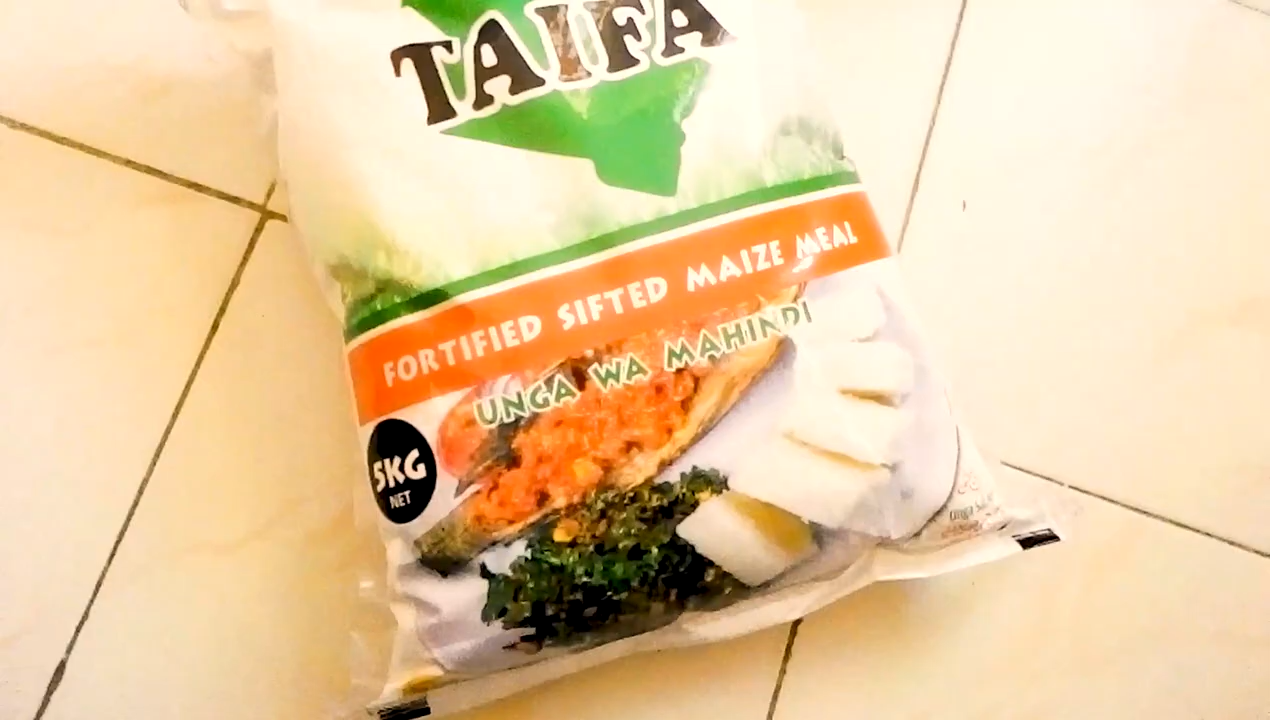 TAIFA
FORTIFIED SIFTED MAIZE MEAL
UNGA WA MAHINDI
5KG
NET